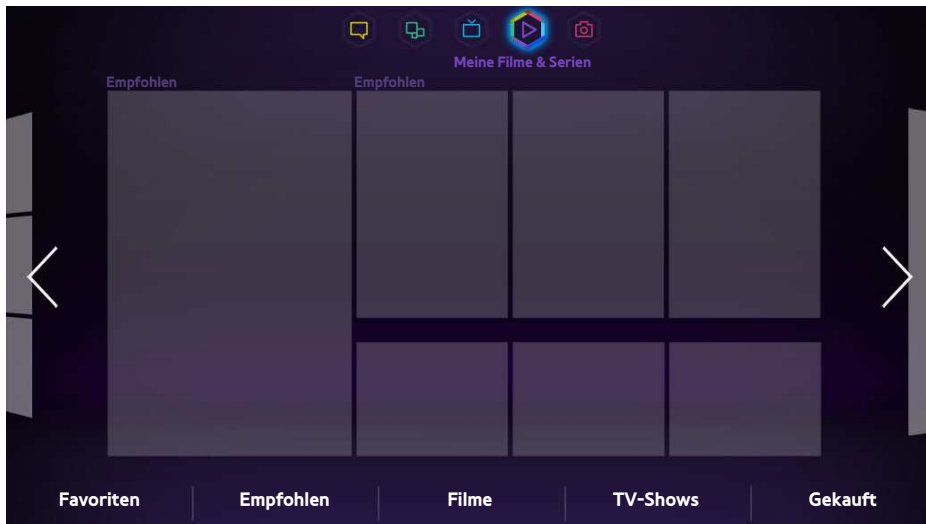 Meine Filme & Serien
Empfohlen
Empfohlen
Favoriten
Empfohlen
Filme
TV-Shows
Gekauft